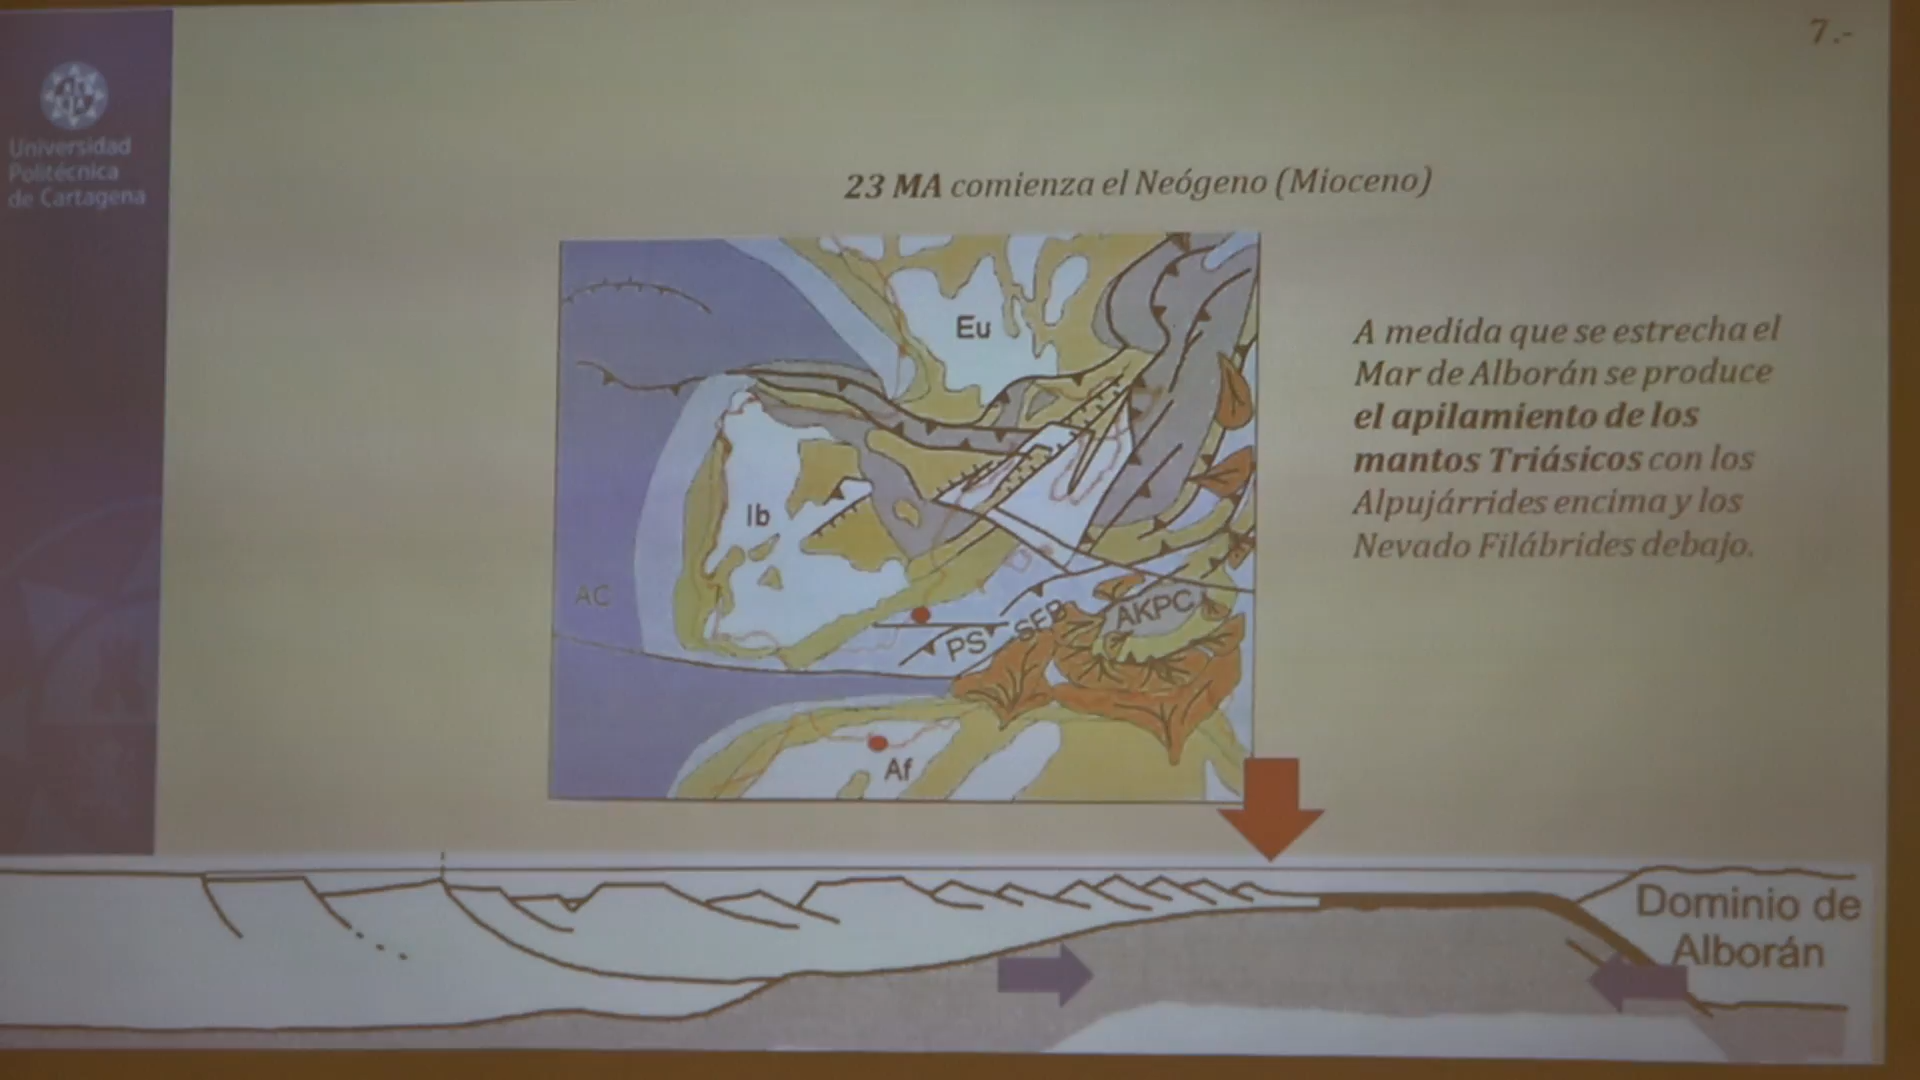 7.-
Universidad
Politécnica
de Cartagena
23 MA comienza el Neógeno (Mioceno)
Eu
Ib
AC
PS
SFB
AKPC
Af
A medida que se estrecha el
Mar de Alborán se produce
el apilamiento de los
mantos Triásicos con los
Alpujárrides encima y los
Nevado Filábrides debajo.
Dominio de
Alborán